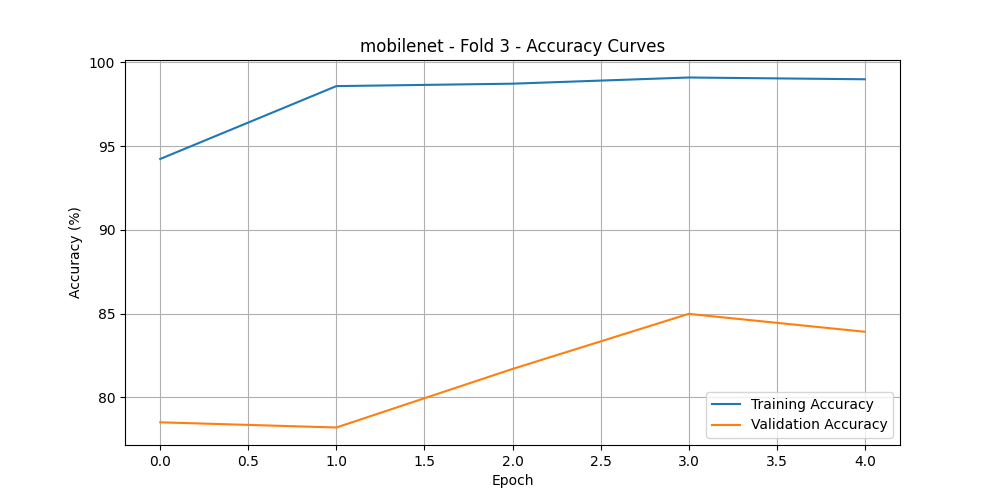 mobilenet - Fold 3 - Accuracy Curves
Accuracy (%)
100
95
90
85
80
Training Accuracy
Validation Accuracy
0.0 0.5 1.0 1.5 2.0 2.5 3.0 3.5 4.0
Epoch